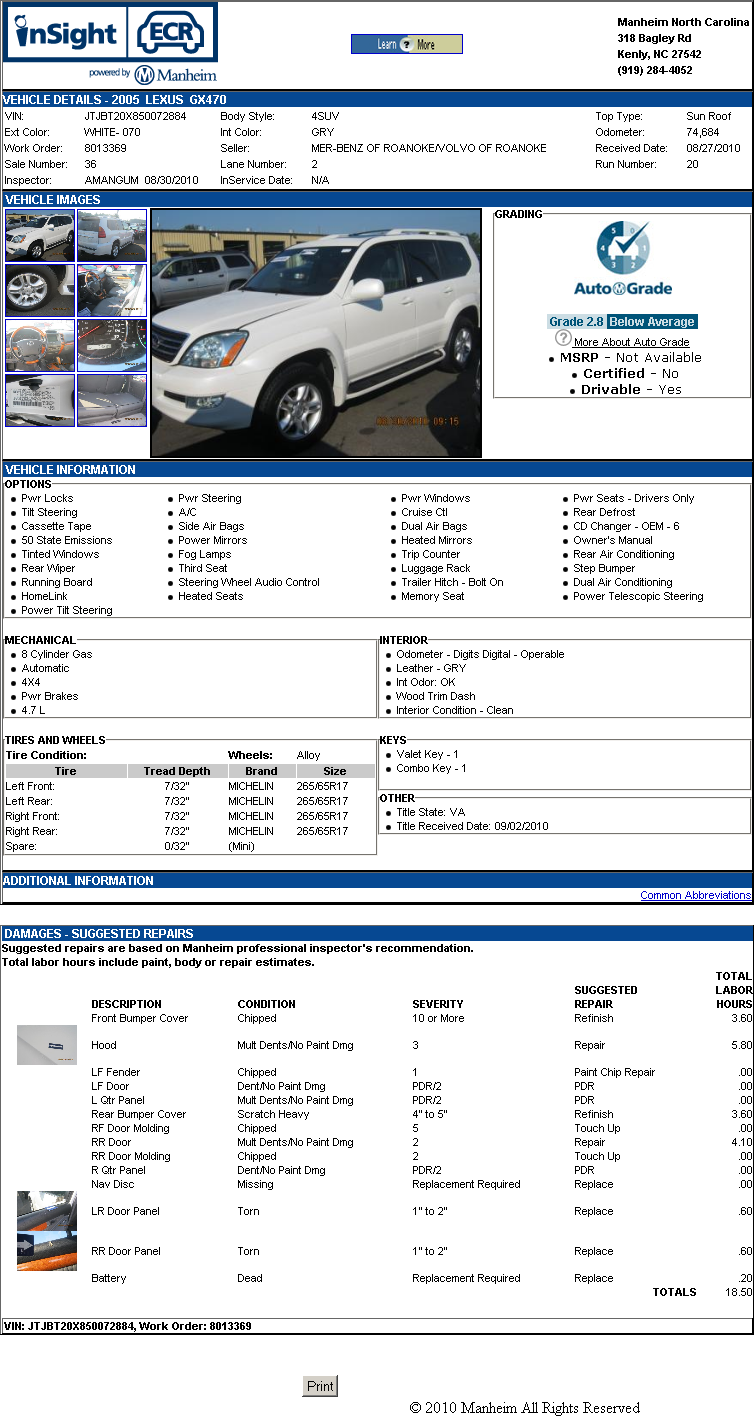 inSight ECR
powered by Manheim
Learn ? More
Manheim North Carolina
318 Bagley Rd
Kenly, NC 27542
(919) 284-4052
VEHICLE DETAILS - 2005 LEXUS GX470
VIN: JTJBT20X850072884 Body Style: 4SUV Top Type: Sun Roof
Ext Color: WHITE- 070 Int Color: GRY Odometer: 74,684
Work Order: 8013369 Seller: MER-BENZ OF ROANOKE/VOLVO OF ROANOKE Received Date: 08/27/2010
Sale Number: 36 Lane Number: 2 Run Number: 20
Inspector: AMANGUM 08/30/2010 InService Date: N/A
VEHICLE IMAGES
09:15
GRADING
5 4 3 2
AutoGrade
Grade 2.8 Below Average
? More About Auto Grade
• MSRP - Not Available
• Certified - No
• Drivable - Yes
VEHICLE INFORMATION
OPTIONS
• Pwr Locks • Pwr Steering • Pwr Windows • Pwr Seats - Drivers Only
• Tilt Steering • A/C • Cruise Ctl • Rear Defrost
• Cassette Tape • Side Air Bags • Dual Air Bags • CD Changer - OEM - 6
• 50 State Emissions • Power Mirrors • Heated Mirrors • Owner's Manual
• Tinted Windows • Fog Lamps • Trip Counter • Rear Air Conditioning
• Rear Wiper • Third Seat • Luggage Rack • Step Bumper
• Running Board • Steering Wheel Audio Control • Trailer Hitch - Bolt On • Dual Air Conditioning
• HomeLink • Heated Seats • Memory Seat • Power Telescopic Steering
• Power Tilt Steering
MECHANICAL
• 8 Cylinder Gas
• Automatic
• 4X4
• Pwr Brakes
• 4.7 L
INTERIOR
• Odometer - Digits Digital - Operable
• Leather - GRY
• Int Odor: OK
• Wood Trim Dash
• Interior Condition - Clean
TIRES AND WHEELS
Tire Condition: Wheels: Alloy
Tire Tread Depth Brand Size
Left Front: 7/32" MICHELIN 265/65R17
Left Rear: 7/32" MICHELIN 265/65R17
Right Front: 7/32" MICHELIN 265/65R17
Right Rear: 7/32" MICHELIN 265/65R17
Spare: 0/32" (Mini)
KEYS
• Valet Key - 1
• Combo Key - 1
OTHER
• Title State: VA
• Title Received Date: 09/02/2010
ADDITIONAL INFORMATION
Common Abbreviations
DAMAGES - SUGGESTED REPAIRS
Suggested repairs are based on Manheim professional inspector's recommendation.
Total labor hours include paint, body or repair estimates.
DESCRIPTION CONDITION SEVERITY SUGGESTED REPAIR TOTAL LABOR HOURS
Front Bumper Cover Chipped 10 or More Refinish 3.60
Hood Mult Dents/No Paint Dmg 3 Repair 5.80
LF Fender Chipped 1 Paint Chip Repair .00
LF Door Dent/No Paint Dmg PDR/2 PDR .00
L Qtr Panel Mult Dents/No Paint Dmg PDR/2 PDR .00
Rear Bumper Cover Scratch Heavy 4" to 5" Refinish 3.60
RF Door Molding Chipped 5 Touch Up .00
RR Door Mult Dents/No Paint Dmg 2 Repair 4.10
RR Door Molding Chipped 2 Touch Up .00
R Qtr Panel Dent/No Paint Dmg PDR/2 PDR .00
Nav Disc Missing Replacement Required Replace .00
LR Door Panel Torn 1" to 2" Replace .60
RR Door Panel Torn 1" to 2" Replace .60
Battery Dead Replacement Required Replace .20
TOTALS 18.50
VIN: JTJBT20X850072884, Work Order: 8013369
Print
© 2010 Manheim All Rights Reserved